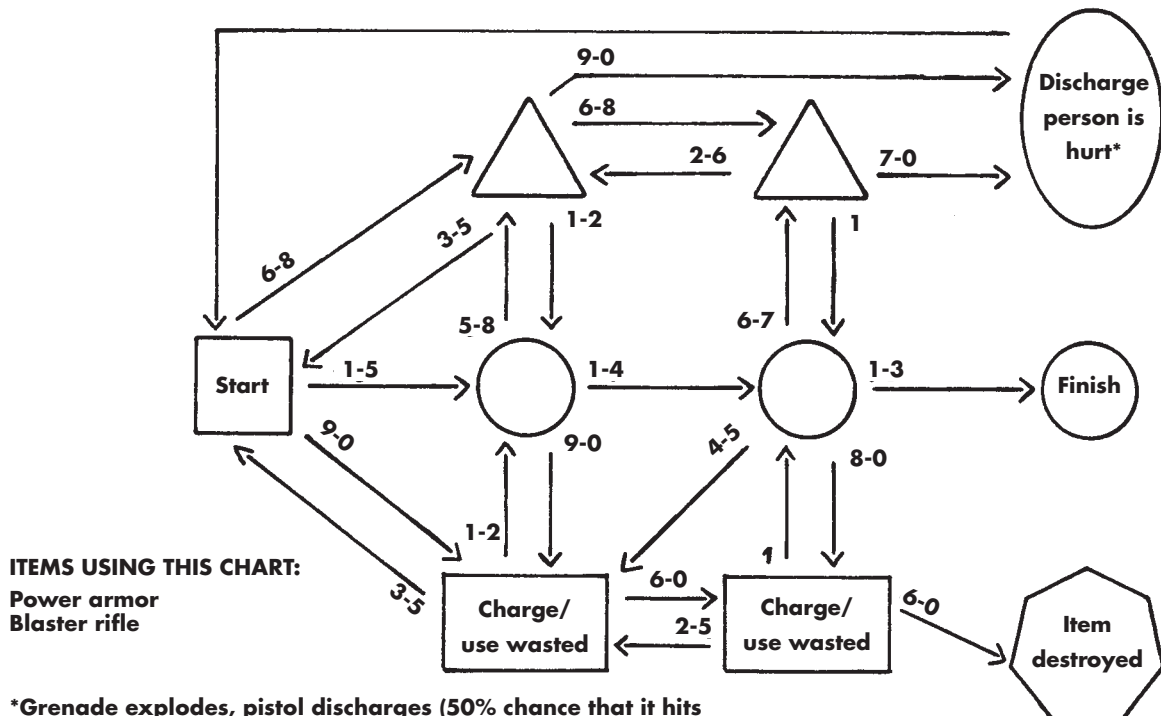 9-0
Discharge
person is
hurt*
6-8
2-6
7-0
3-5
1-2
1
6-8
5-8
6-7
Start
1-5
1-4
1-3
Finish
9-0
9-0
4-5
8-0
1-2
1
ITEMS USING THIS CHART:
Power armor
Blaster rifle
3-5
Charge/
use wasted
6-0
2-5
Charge/
use wasted
6-0
Item
destroyed
*Grenade explodes, pistol discharges (50% chance that it hits